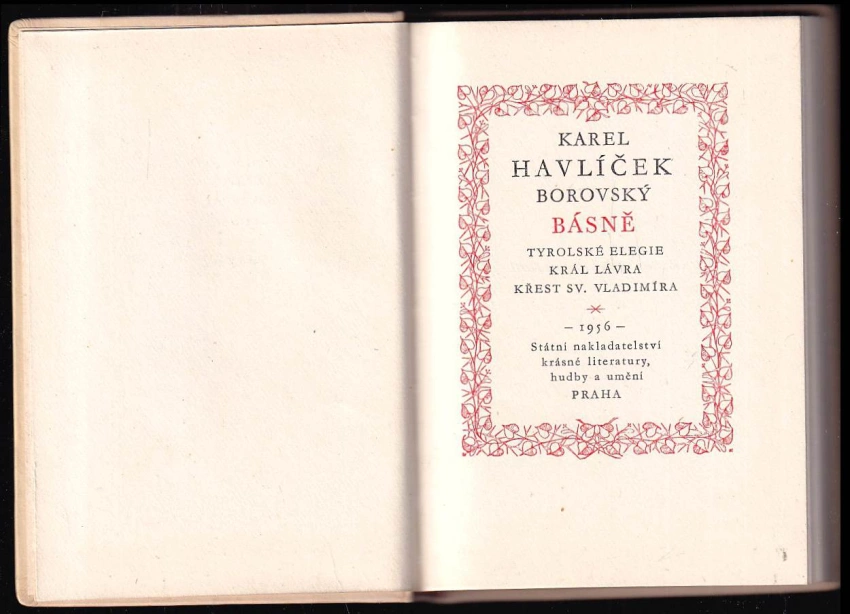 KAREL
HAVLÍČEK
BOROVSKÝ
BÁSNĚ
TYROLSKÉ ELEGIE
KRÁL LÁVRA
KŘEST SV. VLADIMÍRA
– 1956 –
Státní nakladatelství
krásné literatury,
hudby a umění
PRAHA